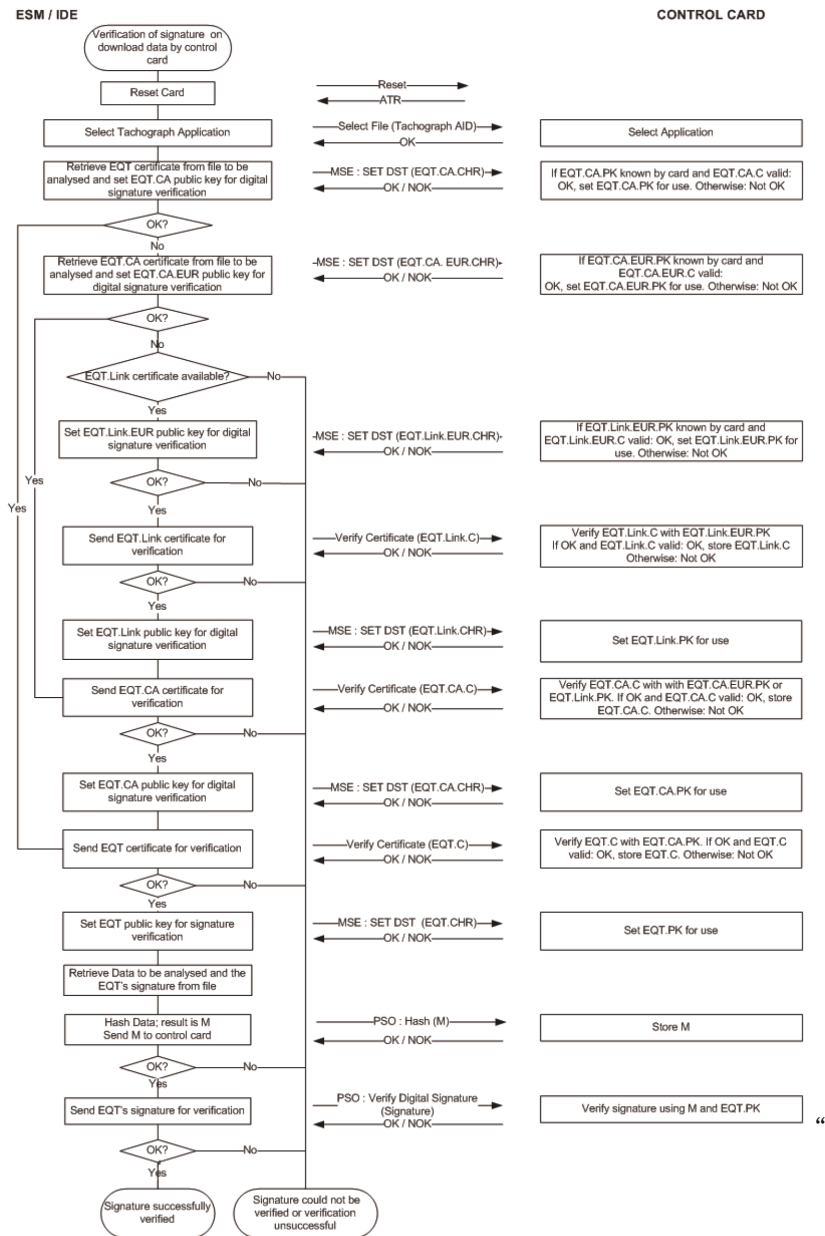 ESM / IDE
CONTROL CARD
Verification of signature on
download data by control
card
Reset Card
Reset
ATR
Select Tachograph Application
Select File (Tachograph AID)
OK
Select Application
Retrieve EQT certificate from file to be
analysed and set EQT.CA public key for digital
signature verification
MSE : SET DST (EQT.CA.CHR)
OK / NOK
If EQT.CA.PK known by card and EQT.CA.C valid:
OK, set EQT.CA.PK for use. Otherwise: Not OK
OK?
No
Retrieve EQT.CA certificate from file to be
analysed and set EQT.CA.EUR public key for
digital signature verification
MSE : SET DST (EQT.CA. EUR.CHR)
OK / NOK
If EQT.CA.EUR.PK known by card and
EQT.CA.EUR.C valid:
OK, set EQT.CA.EUR.PK for use. Otherwise: Not OK
OK?
No
EQT.Link certificate available?
No
Yes
Set EQT.Link.EUR public key for digital
signature verification
MSE : SET DST (EQT.Link.EUR.CHR)
OK / NOK
If EQT.Link.EUR.PK known by card and
EQT.Link.EUR.C valid: OK, set EQT.Link.EUR.PK for
use. Otherwise: Not OK
Yes
OK?
No
Yes
Yes
Send EQT.Link certificate for
verification
Verify Certificate (EQT.Link.C)
OK / NOK
Verify EQT.Link.C with EQT.Link.EUR.PK
If OK and EQT.Link.C valid: OK, store EQT.Link.C
Otherwise: Not OK
OK?
No
Yes
Set EQT.Link public key for digital
signature verification
MSE : SET DST (EQT.Link.CHR)
OK / NOK
Set EQT.Link.PK for use
Send EQT.CA certificate for
verification
Verify Certificate (EQT.CA.C)
OK / NOK
Verify EQT.CA.C with with EQT.CA.EUR.PK or
EQT.Link.PK. If OK and EQT.CA.C valid: OK, store
EQT.CA.C. Otherwise: Not OK
OK?
No
Yes
Set EQT.CA public key for digital
signature verification
MSE : SET DST (EQT.CA.CHR)
OK / NOK
Set EQT.CA.PK for use
Send EQT certificate for verification
Verify Certificate (EQT.C)
OK / NOK
Verify EQT.C with EQT.CA.PK. If OK and EQT.C
valid: OK, store EQT.C. Otherwise: Not OK
OK?
No
Yes
Set EQT public key for signature
verification
MSE : SET DST (EQT.CHR)
OK / NOK
Set EQT.PK for use
Retrieve Data to be analysed and the
EQT's signature from file
Hash Data; result is M
Send M to control card
PSO : Hash (M)
OK / NOK
Store M
OK?
No
Yes
Send EQT's signature for verification
PSO : Verify Digital Signature
(Signature)
OK / NOK
Verify signature using M and EQT.PK
“
OK?
No
Yes
Signature successfully
verified
Signature could not be
verified or verification
unsuccessful